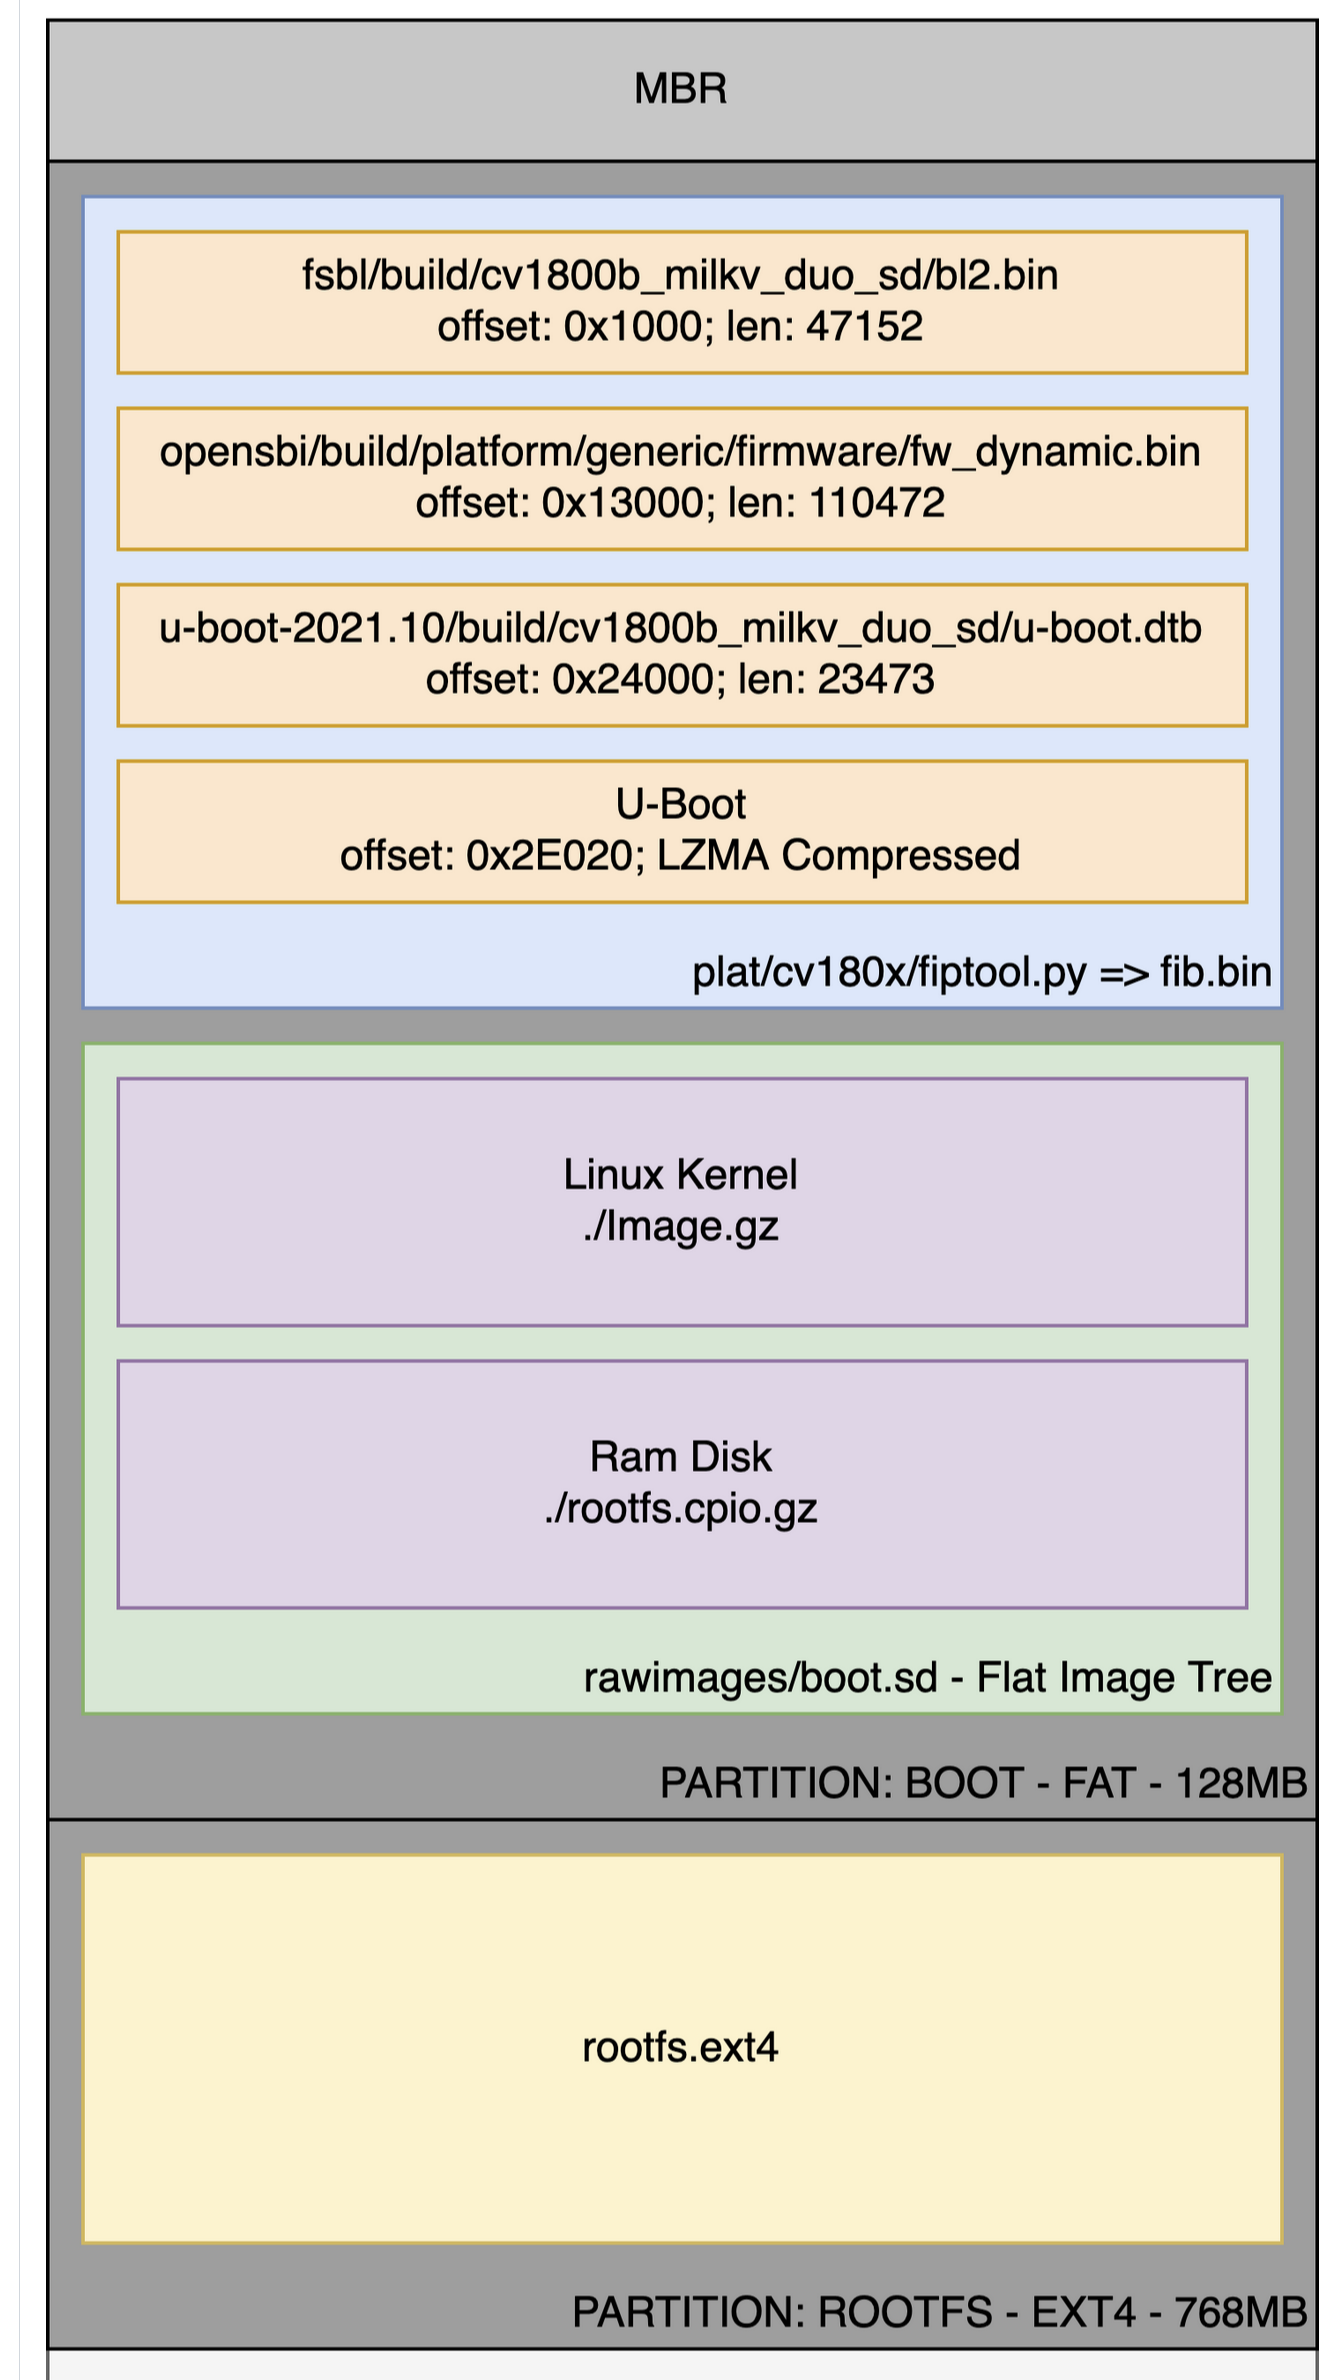 MBR
fsbl/build/cv1800b_milkv_duo_sd/bl2.bin
offset: 0x1000; len: 47152
opensbi/build/platform/generic/firmware/fw_dynamic.bin
offset: 0x13000; len: 110472
u-boot-2021.10/build/cv1800b_milkv_duo_sd/u-boot.dtb
offset: 0x24000; len: 23473
U-Boot
offset: 0x2E020; LZMA Compressed
plat/cv180x/fiptool.py => fib.bin
Linux Kernel
./Image.gz
Ram Disk
./rootfs.cpio.gz
rawimages/boot.sd - Flat Image Tree
PARTITION: BOOT - FAT - 128MB
rootfs.ext4
PARTITION: ROOTFS - EXT4 - 768MB